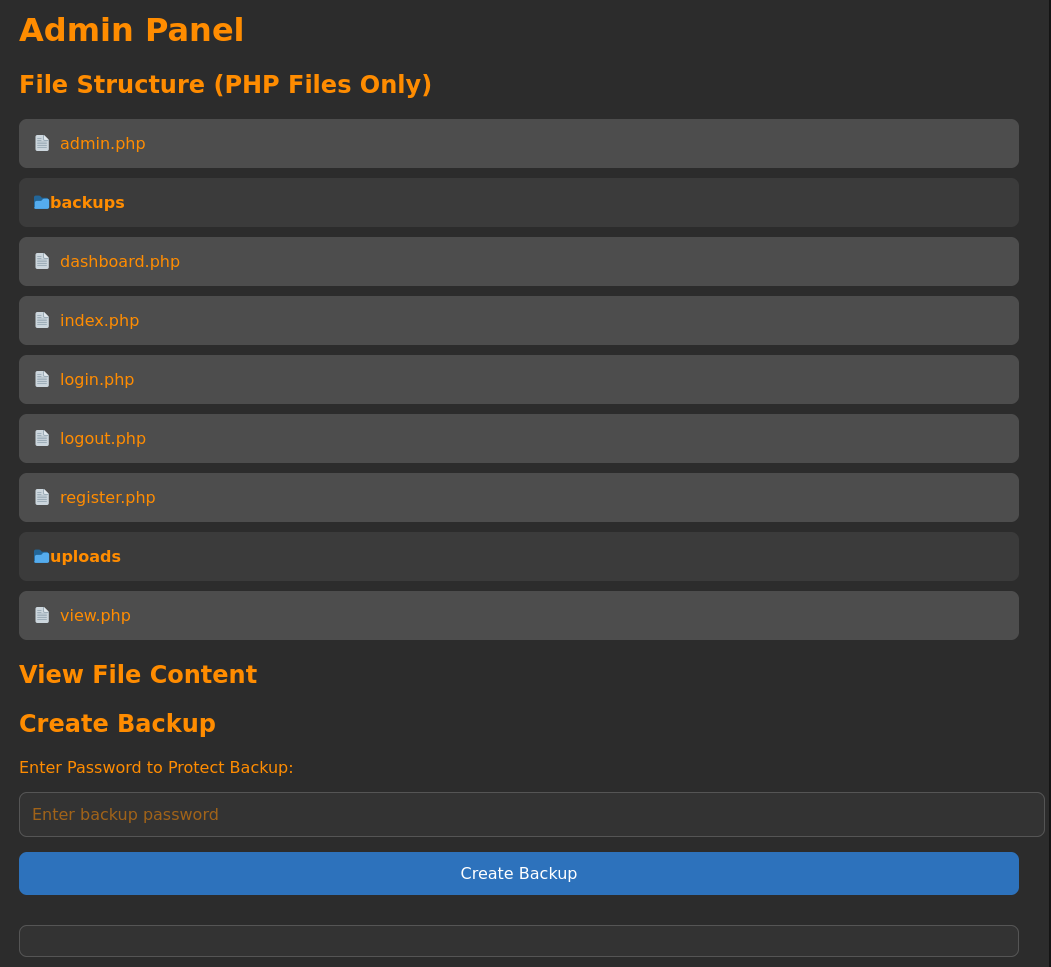 Admin Panel
File Structure (PHP Files Only)
admin.php
backups
dashboard.php
index.php
login.php
logout.php
register.php
uploads
view.php
View File Content
Create Backup
Enter Password to Protect Backup:
Enter backup password
Create Backup